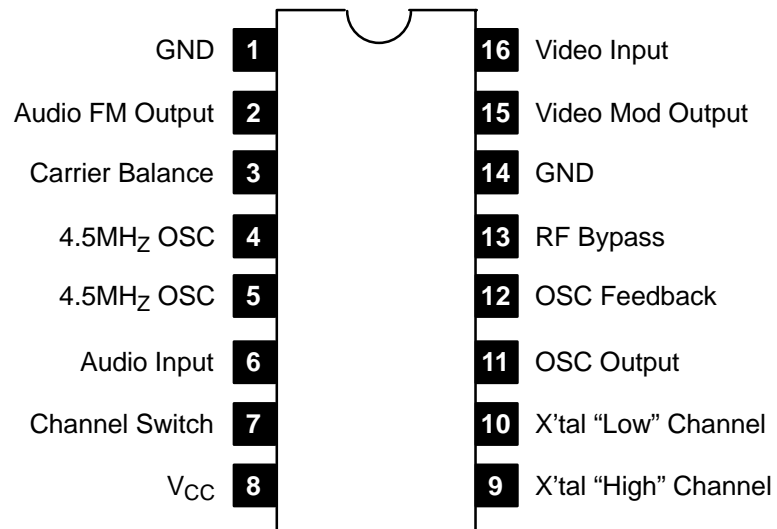 GND 1 16 Video Input
Audio FM Output 2 15 Video Mod Output
Carrier Balance 3 14 GND
4.5MHZ OSC 4 13 RF Bypass
4.5MHZ OSC 5 12 OSC Feedback
Audio Input 6 11 OSC Output
Channel Switch 7 10 X’tal “Low” Channel
VCC 8 9 X’tal “High” Channel